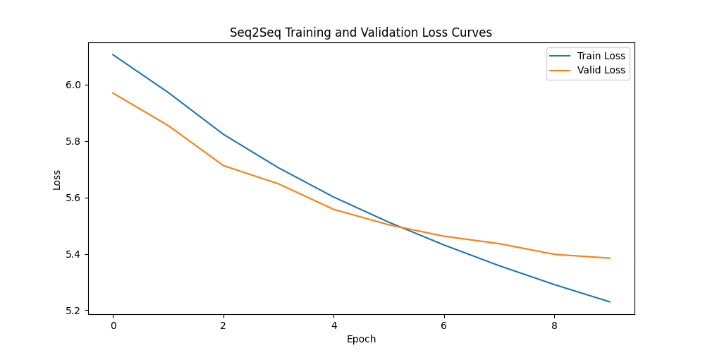 Seq2Seq Training and Validation Loss Curves
Train Loss
Valid Loss
6.0
5.8
5.6
5.4
5.2
Loss
0
2
4
6
8
Epoch